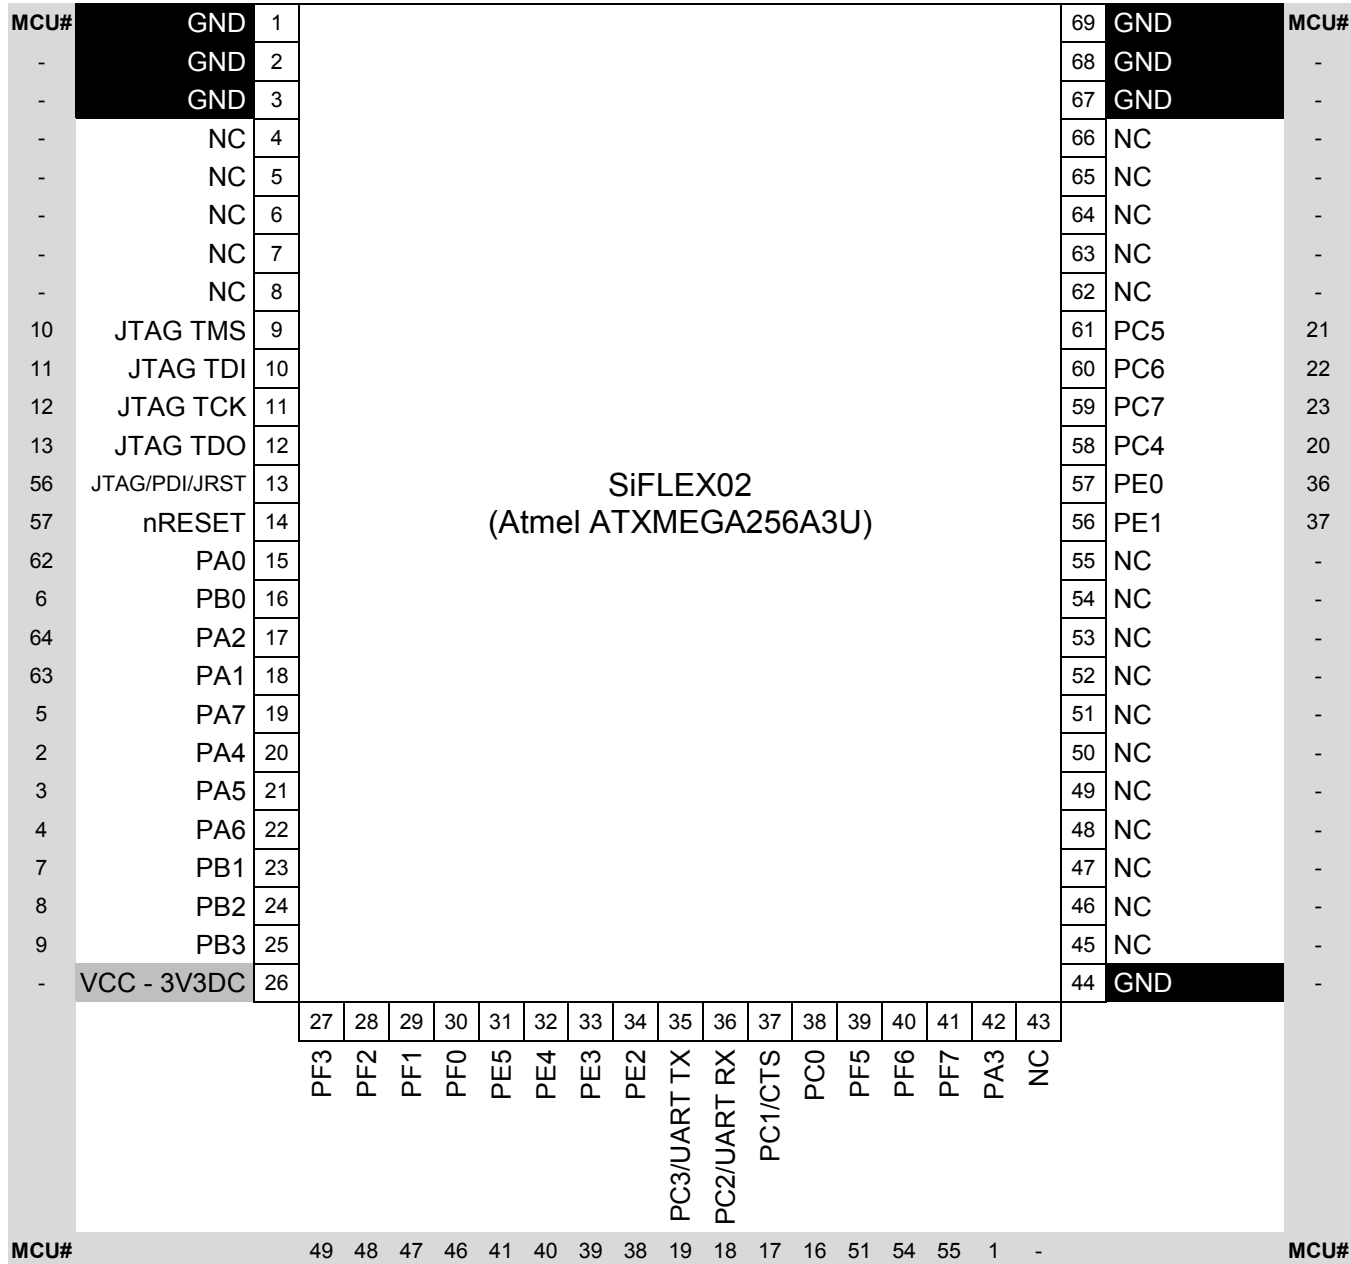 MCU# GND 1 69 GND MCU#
- GND 2 68 GND -
- GND 3 67 GND -
- NC 4 66 NC -
- NC 5 65 NC -
- NC 6 64 NC -
- NC 7 63 NC -
- NC 8 62 NC -
10 JTAG TMS 9 61 PC5 21
11 JTAG TDI 10 60 PC6 22
12 JTAG TCK 11 59 PC7 23
13 JTAG TDO 12 58 PC4 20
56 JTAG/PDI/JRST 13 SiFLEX02 57 PE0 36
57 nRESET 14 (Atmel ATXMEGA256A3U) 56 PE1 37
62 PA0 15 55 NC -
6 PB0 16 54 NC -
64 PA2 17 53 NC -
63 PA1 18 52 NC -
5 PA7 19 51 NC -
2 PA4 20 50 NC -
3 PA5 21 49 NC -
4 PA6 22 48 NC -
7 PB1 23 47 NC -
8 PB2 24 46 NC -
9 PB3 25 45 NC -
- VCC - 3V3DC 26 44 GND -
27 28 29 30 31 32 33 34 35 36 37 38 39 40 41 42 43
PF3 PF2 PF1 PF0 PE5 PE4 PE3 PE2 PC3/UART TX PC2/UART RX PC1/CTS PC0 PF5 PF6 PF7 PA3 NC
MCU# 49 48 47 46 41 40 39 38 19 18 17 16 51 54 55 1 - MCU#